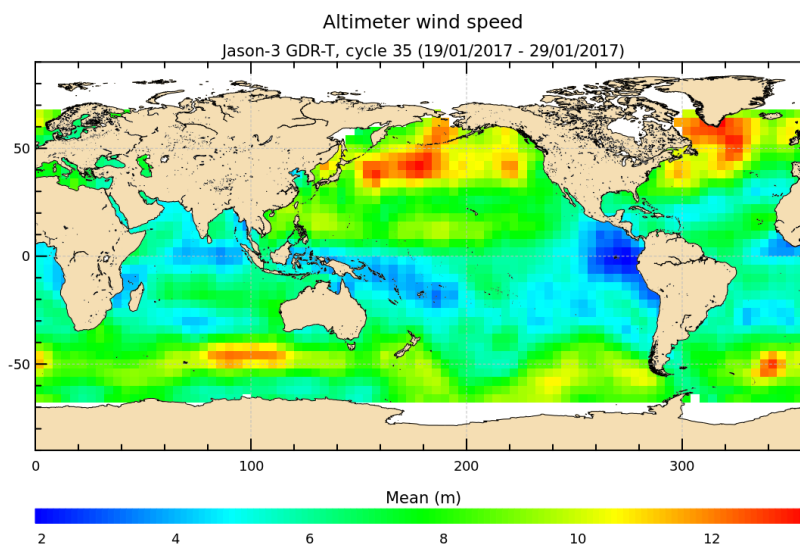 Altimeter wind speed
Jason-3 GDR-T, cycle 35 (19/01/2017 - 29/01/2017)
50
0
-50
0 100 200 300
Mean (m)
2 4 6 8 10 12